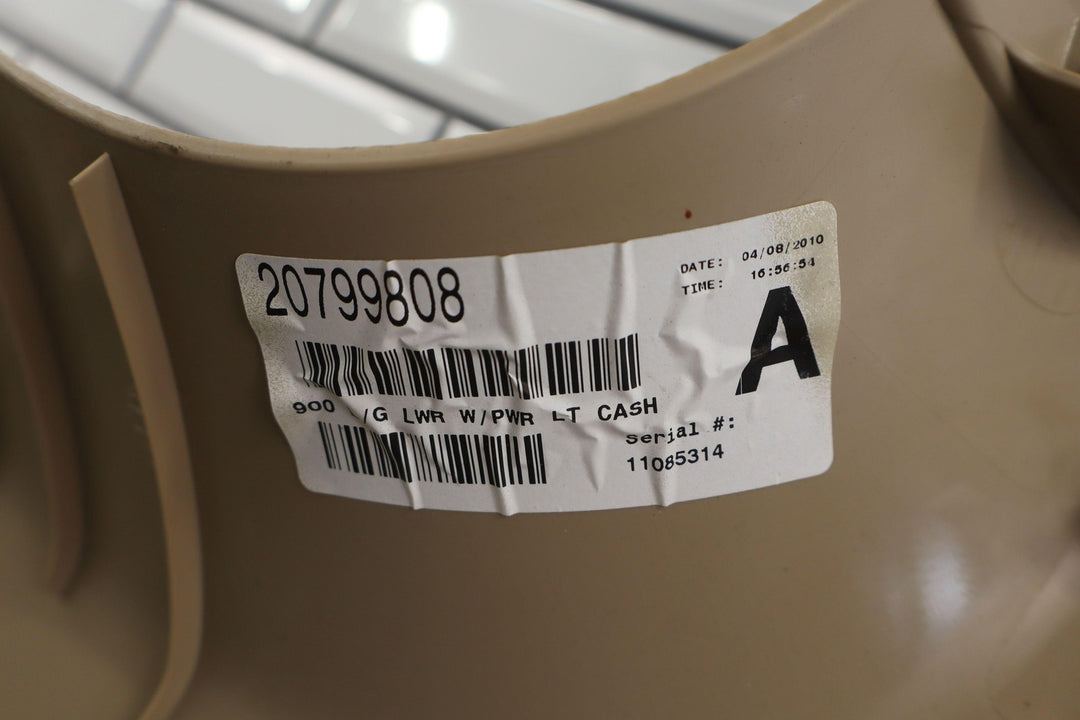 20799808
DATE: 04/08/2010
TIME: 16:56:54
A
900 /G LWR W/PWR LT CASH
Serial #:
11085314